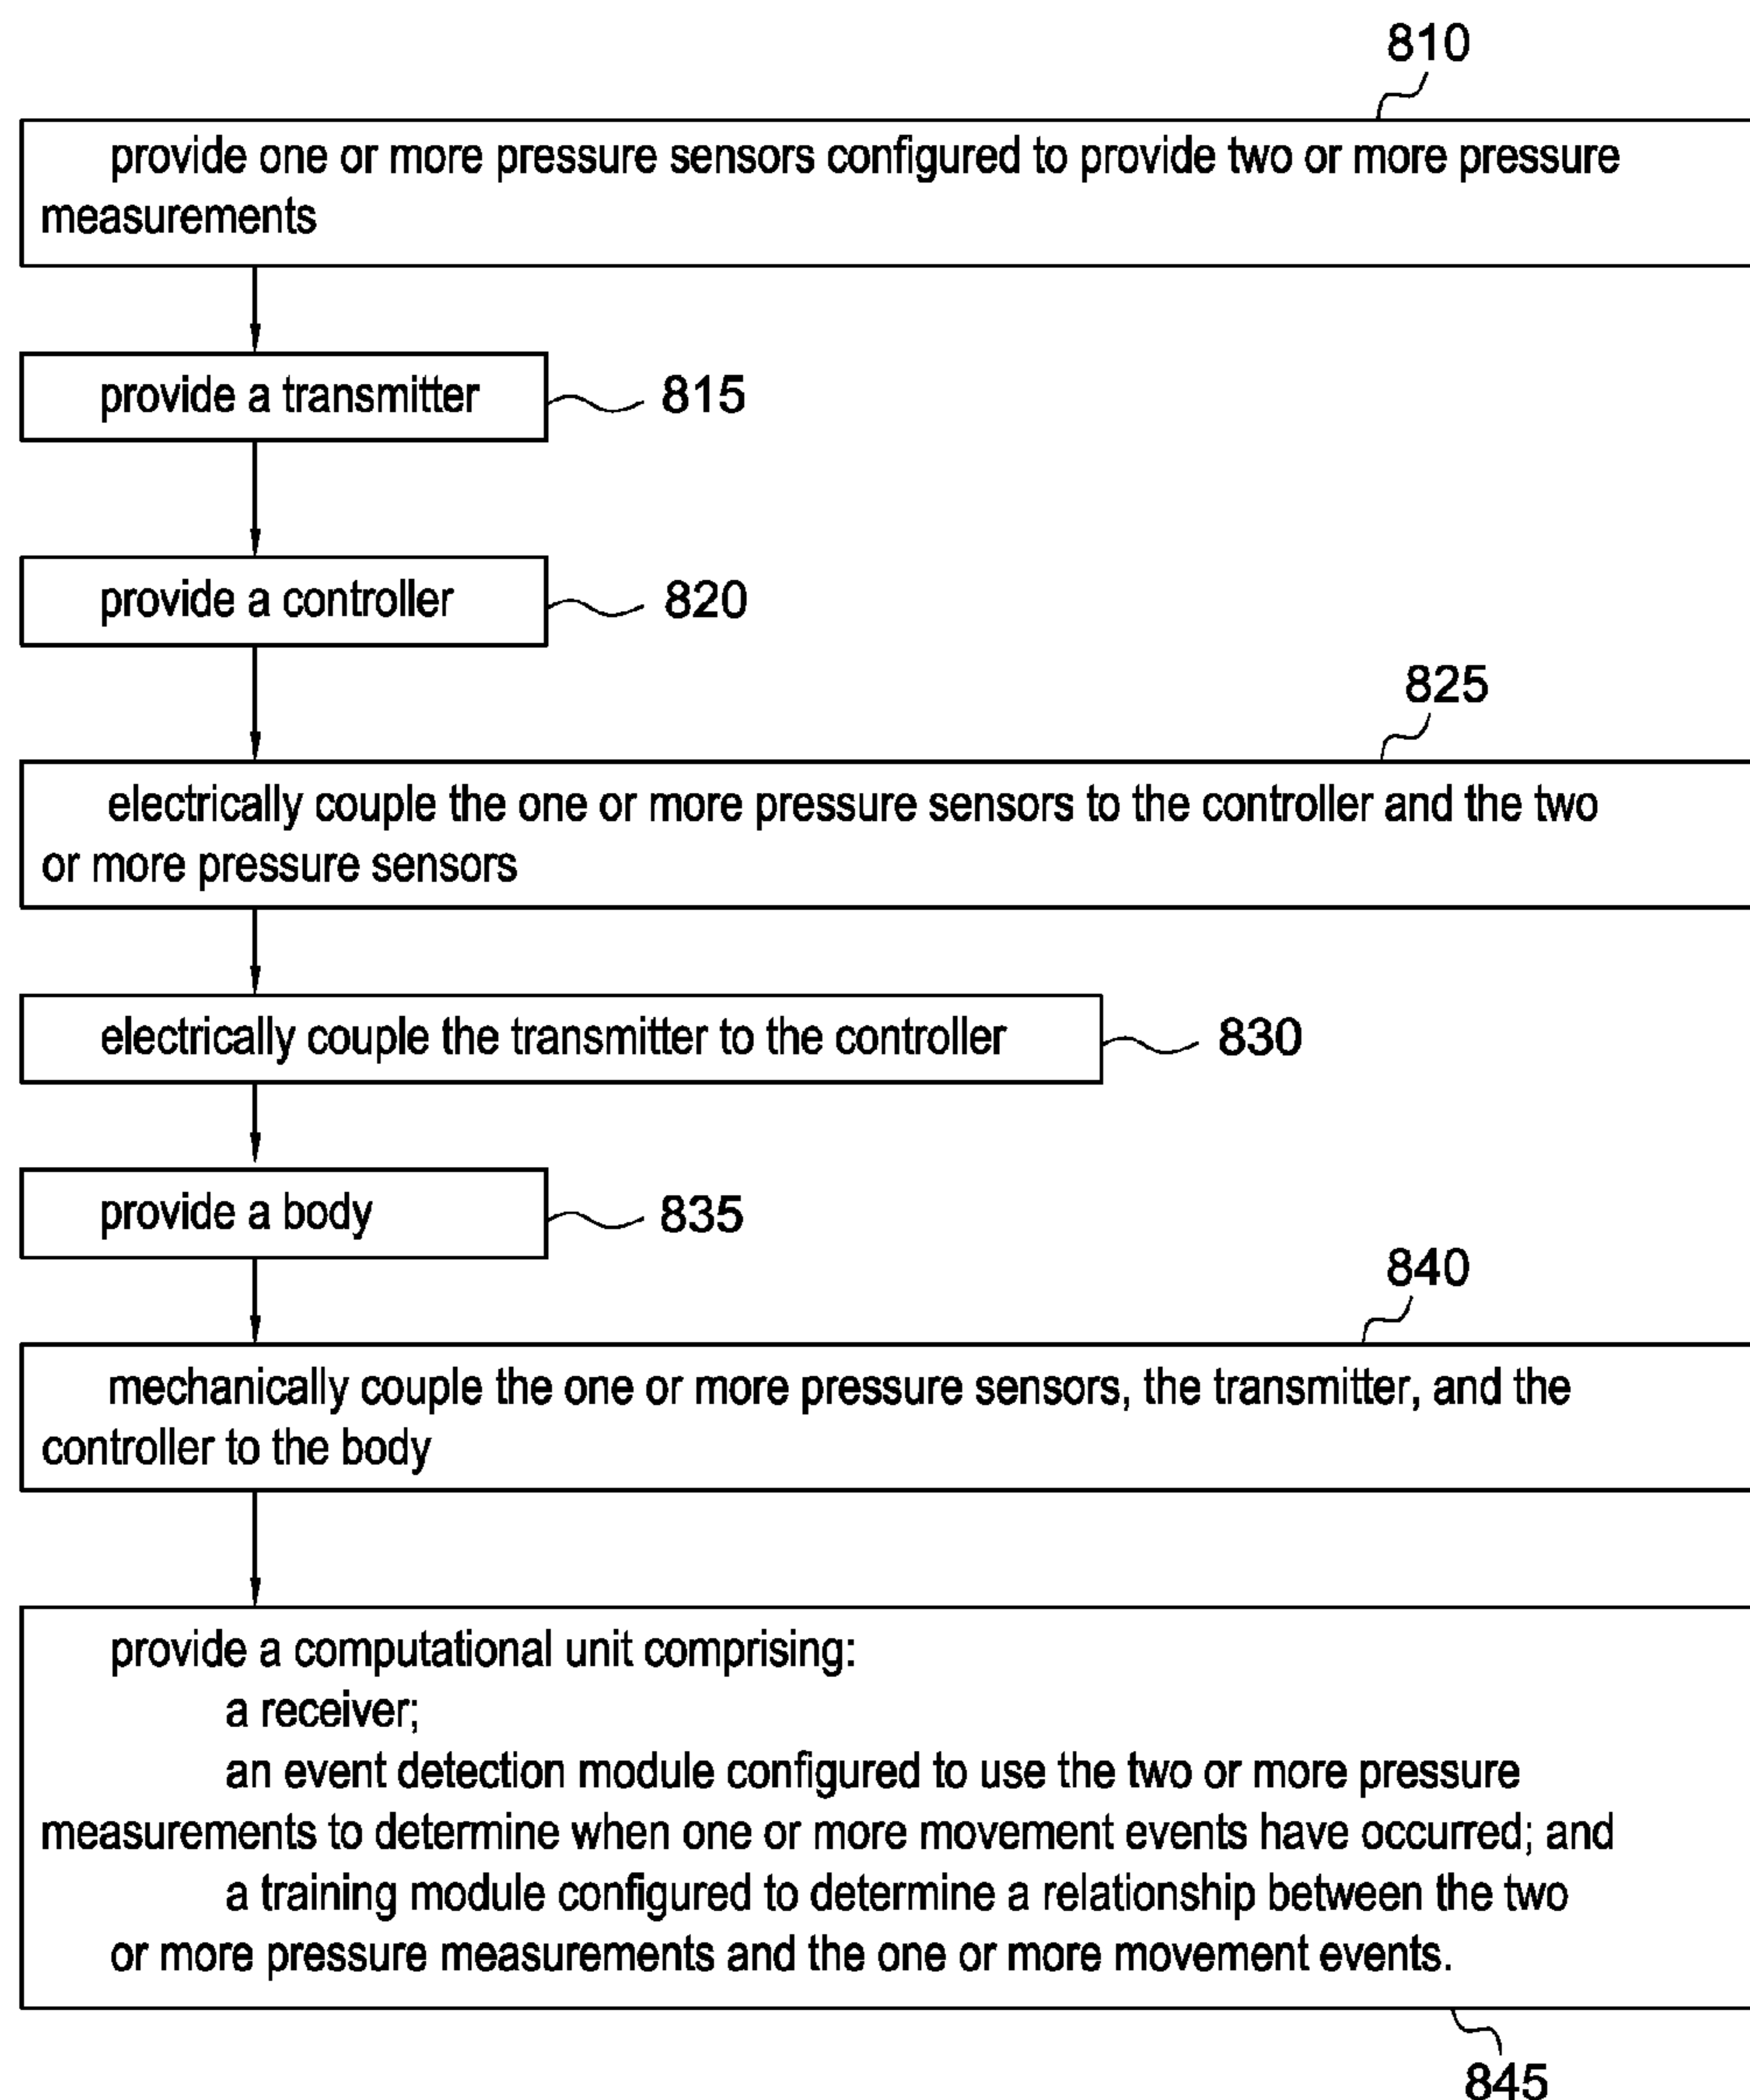 810
provide one or more pressure sensors configured to provide two or more pressure
measurements
provide a transmitter
815
provide a controller
820
825
electrically couple the one or more pressure sensors to the controller and the two
or more pressure sensors
electrically couple the transmitter to the controller
830
provide a body
835
840
mechanically couple the one or more pressure sensors, the transmitter, and the
controller to the body
provide a computational unit comprising:
a receiver;
an event detection module configured to use the two or more pressure
measurements to determine when one or more movement events have occurred; and
a training module configured to determine a relationship between the two
or more pressure measurements and the one or more movement events.
845